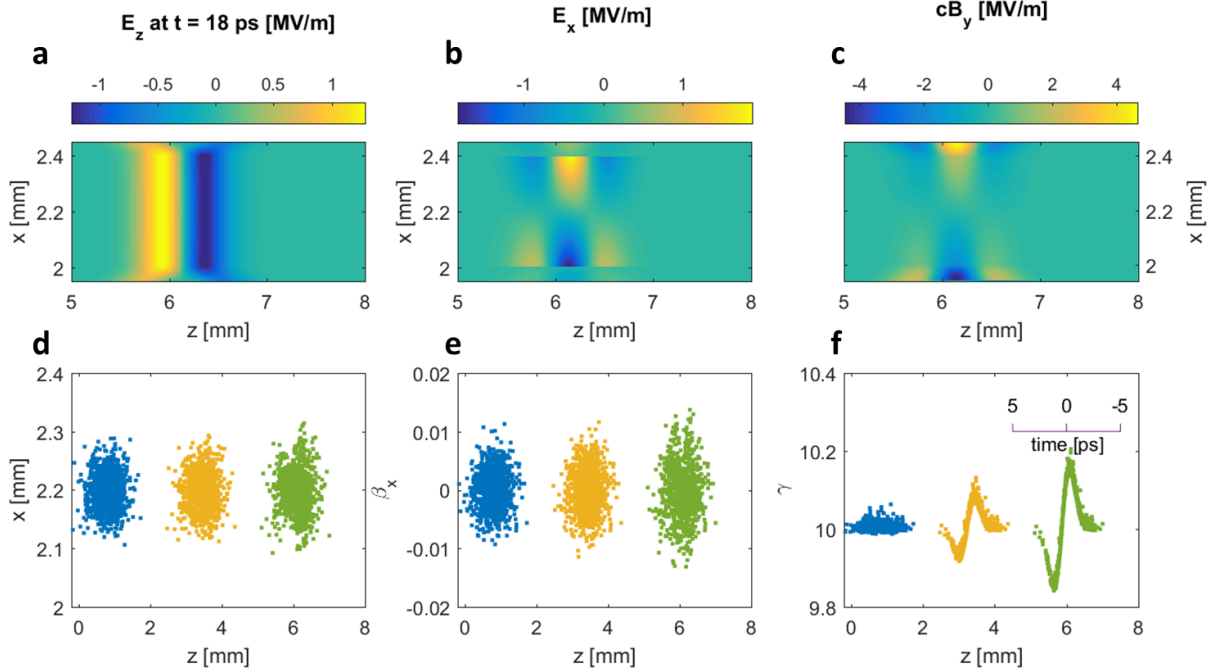 E_z at t = 18 ps [MV/m]
E_x [MV/m]
cB_y [MV/m]
a
b
c
-1 -0.5 0 0.5 1
-1 0 1
-4 -2 0 2 4
2.4
2.2
2
x [mm]
5 6 7 8
z [mm]
2.4
2.2
2
x [mm]
5 6 7 8
z [mm]
2.4
2.2
2
x [mm]
5 6 7 8
z [mm]
d
e
f
2.4
2.3
2.2
2.1
2
x [mm]
0 2 4 6 8
z [mm]
0.02
0.01
0
-0.01
-0.02
β_x
0 2 4 6 8
z [mm]
10.4
10.2
10
9.8
γ
5 0 -5
time [ps]
0 2 4 6 8
z [mm]